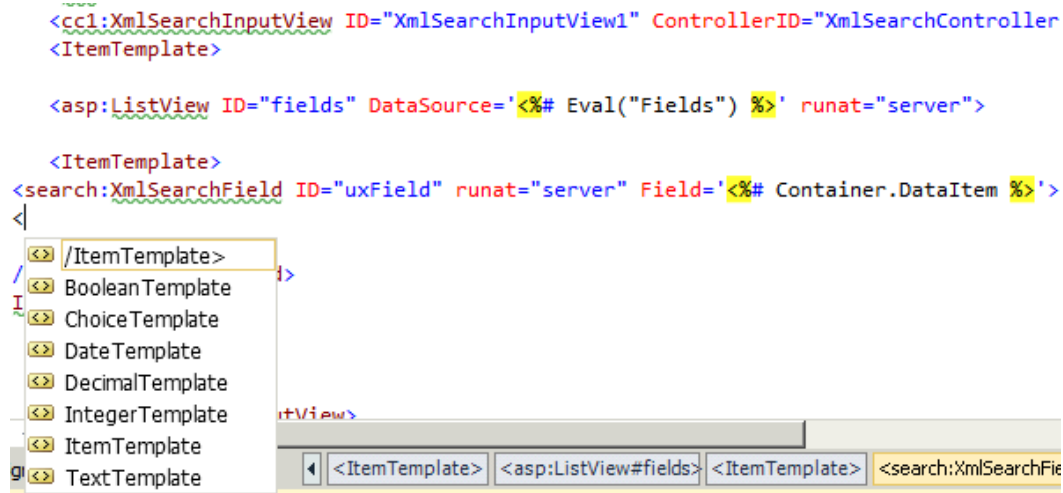 <cc1:XmlSearchInputView ID="XmlSearchInputView1" ControllerID="XmlSearchController
<ItemTemplate>
<asp:ListView ID="fields" DataSource='<%# Eval("Fields") %>' runat="server">
<ItemTemplate>
<search:XmlSearchField ID="uxField" runat="server" Field='<%# Container.DataItem %>'>
<
/ItemTemplate>
BooleanTemplate
ChoiceTemplate
DateTemplate
DecimalTemplate
IntegerTemplate
ItemTemplate
TextTemplate
<ItemTemplate> <asp:ListView#fields> <ItemTemplate> <search:XmlSearchFie